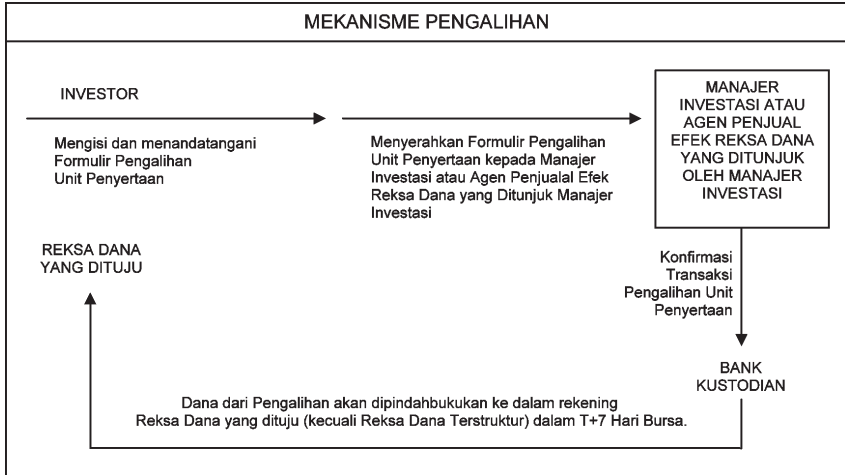 MEKANISME PENGALIHAN
INVESTOR
Mengisi dan menandatangani
Formulir Pengalihan
Unit Penyertaan
Menyerahkan Formulir Pengalihan
Unit Penyertaan kepada Manajer
Investasi atau Agen Penjualal Efek
Reksa Dana yang Ditunjuk Manajer
Investasi
MANAJER
INVESTASI ATAU
AGEN PENJUAL
EFEK REKSA DANA
YANG DITUNJUK
OLEH MANAJER
INVESTASI
Konfirmasi
Transaksi
Pengalihan Unit
Penyertaan
BANK
KUSTODIAN
Dana dari Pengalihan akan dipindahbukukan ke dalam rekening
Reksa Dana yang dituju (kecuali Reksa Dana Terstruktur) dalam T+7 Hari Bursa.
REKSA DANA
YANG DITUJU